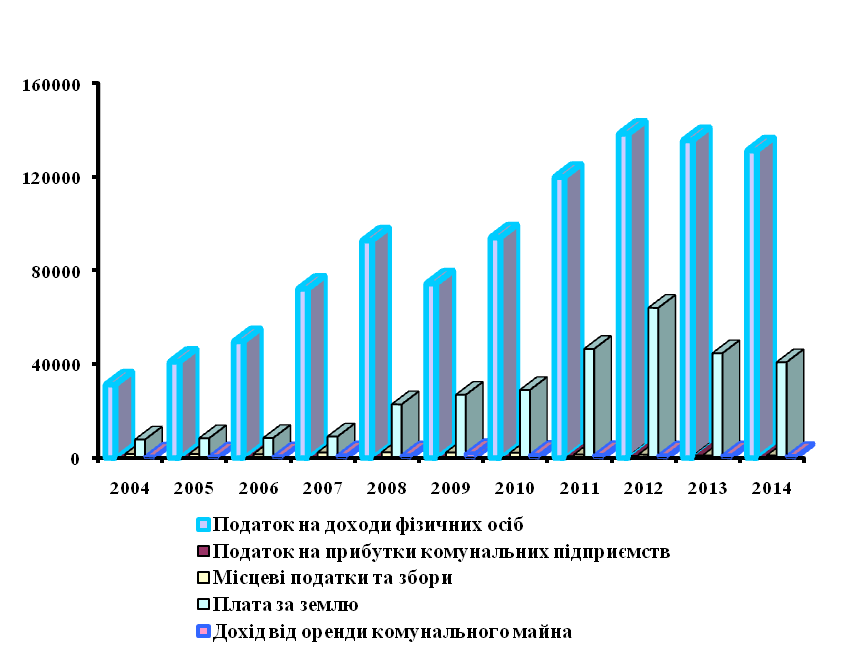 160000
120000
80000
40000
0
2004 2005 2006 2007 2008 2009 2010 2011 2012 2013 2014
Податок на доходи фізичних осіб
Податок на прибутки комунальних підприємств
Місцеві податки та збори
Плата за землю
Дохід від оренди комунального майна